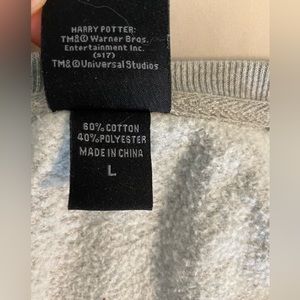 HARRY POTTER:
TM&© Warner Bros.
Entertainment Inc.
(s17)
TM&©Universal Studios
60% COTTON
40% POLYESTER
MADE IN CHINA
L